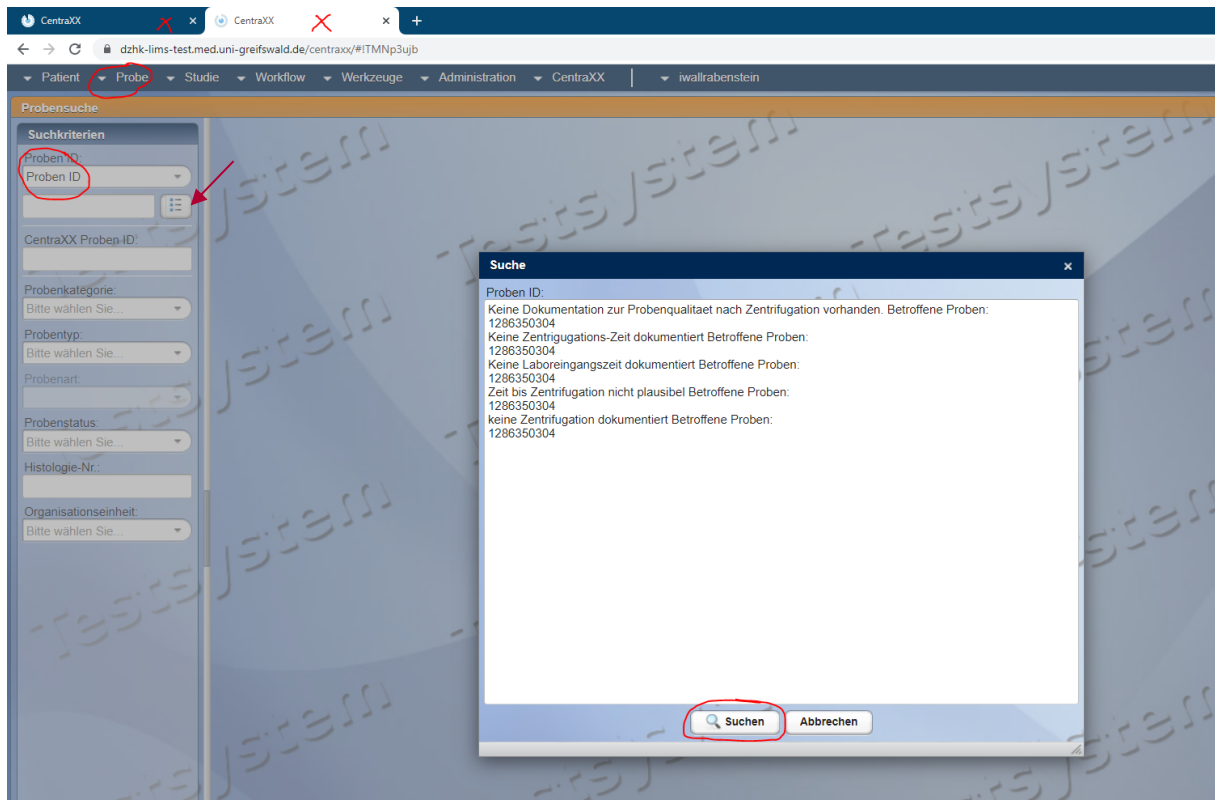 CentraXX
CentraXX
dzhk-lims-test.med.uni-greifswald.de/centraxx/#!TMNp3ujb
Patient Probe Studie Workflow Werkzeuge Administration CentraXX iwallrabenstein
Probensuche
Suchkriterien
Proben ID:
Proben ID
CentraXX Proben ID:
Probenkategorie:
Bitte wählen Sie...
Probentyp:
Bitte wählen Sie...
Probenart:
Probenstatus:
Bitte wählen Sie...
Histologie-Nr.:
Organisationseinheit:
Bitte wählen Sie...
Suche
Proben ID:
Keine Dokumentation zur Probenqualitaet nach Zentrifugation vorhanden. Betroffene Proben:
1286350304
Keine Zentrigugations-Zeit dokumentiert Betroffene Proben:
1286350304
Keine Laboreingangszeit dokumentiert Betroffene Proben:
1286350304
Zeit bis Zentrifugation nicht plausibel Betroffene Proben:
1286350304
keine Zentrifugation dokumentiert Betroffene Proben:
1286350304
Suchen Abbrechen
-Testsystem